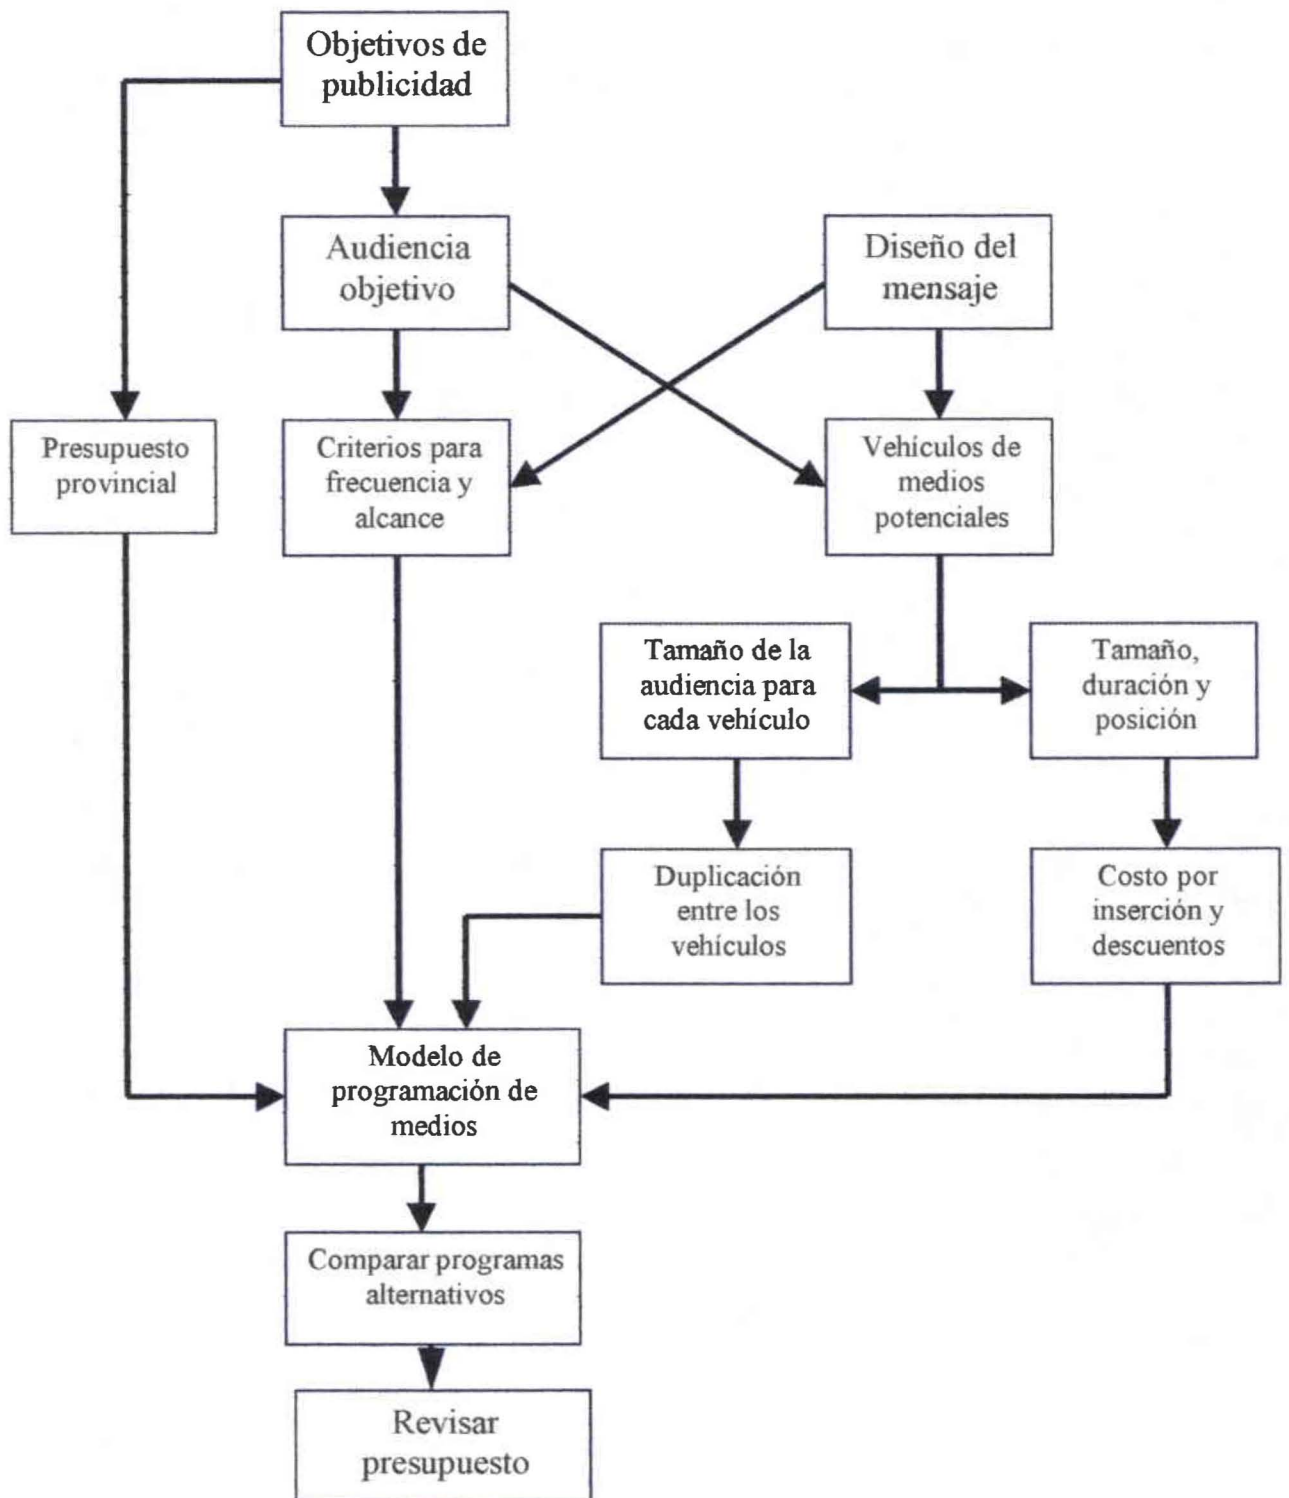 Objetivos de
publicidad
Audiencia
objetivo
Diseño del
mensaje
Presupuesto
provincial
Criterios para
frecuencia y
alcance
Vehículos de
medios
potenciales
Tamaño de la
audiencia para
cada vehículo
Tamaño,
duración y
posición
Duplicación
entre los
vehículos
Costo por
inserción y
descuentos
Modelo de
programación de
medios
Comparar programas
alternativos
Revisar
presupuesto